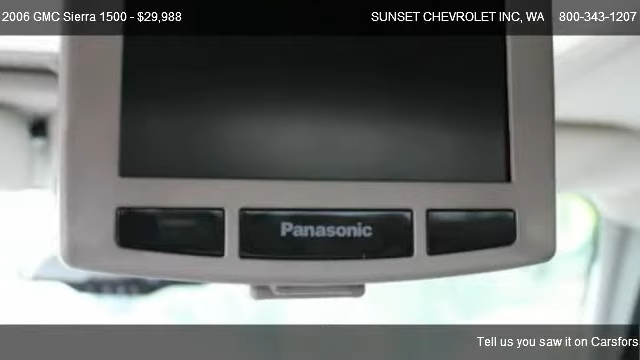 2006 GMC Sierra 1500 - $29,988 SUNSET CHEVROLET INC, WA 800-343-1207
Panasonic
Tell us you saw it on Carsfors